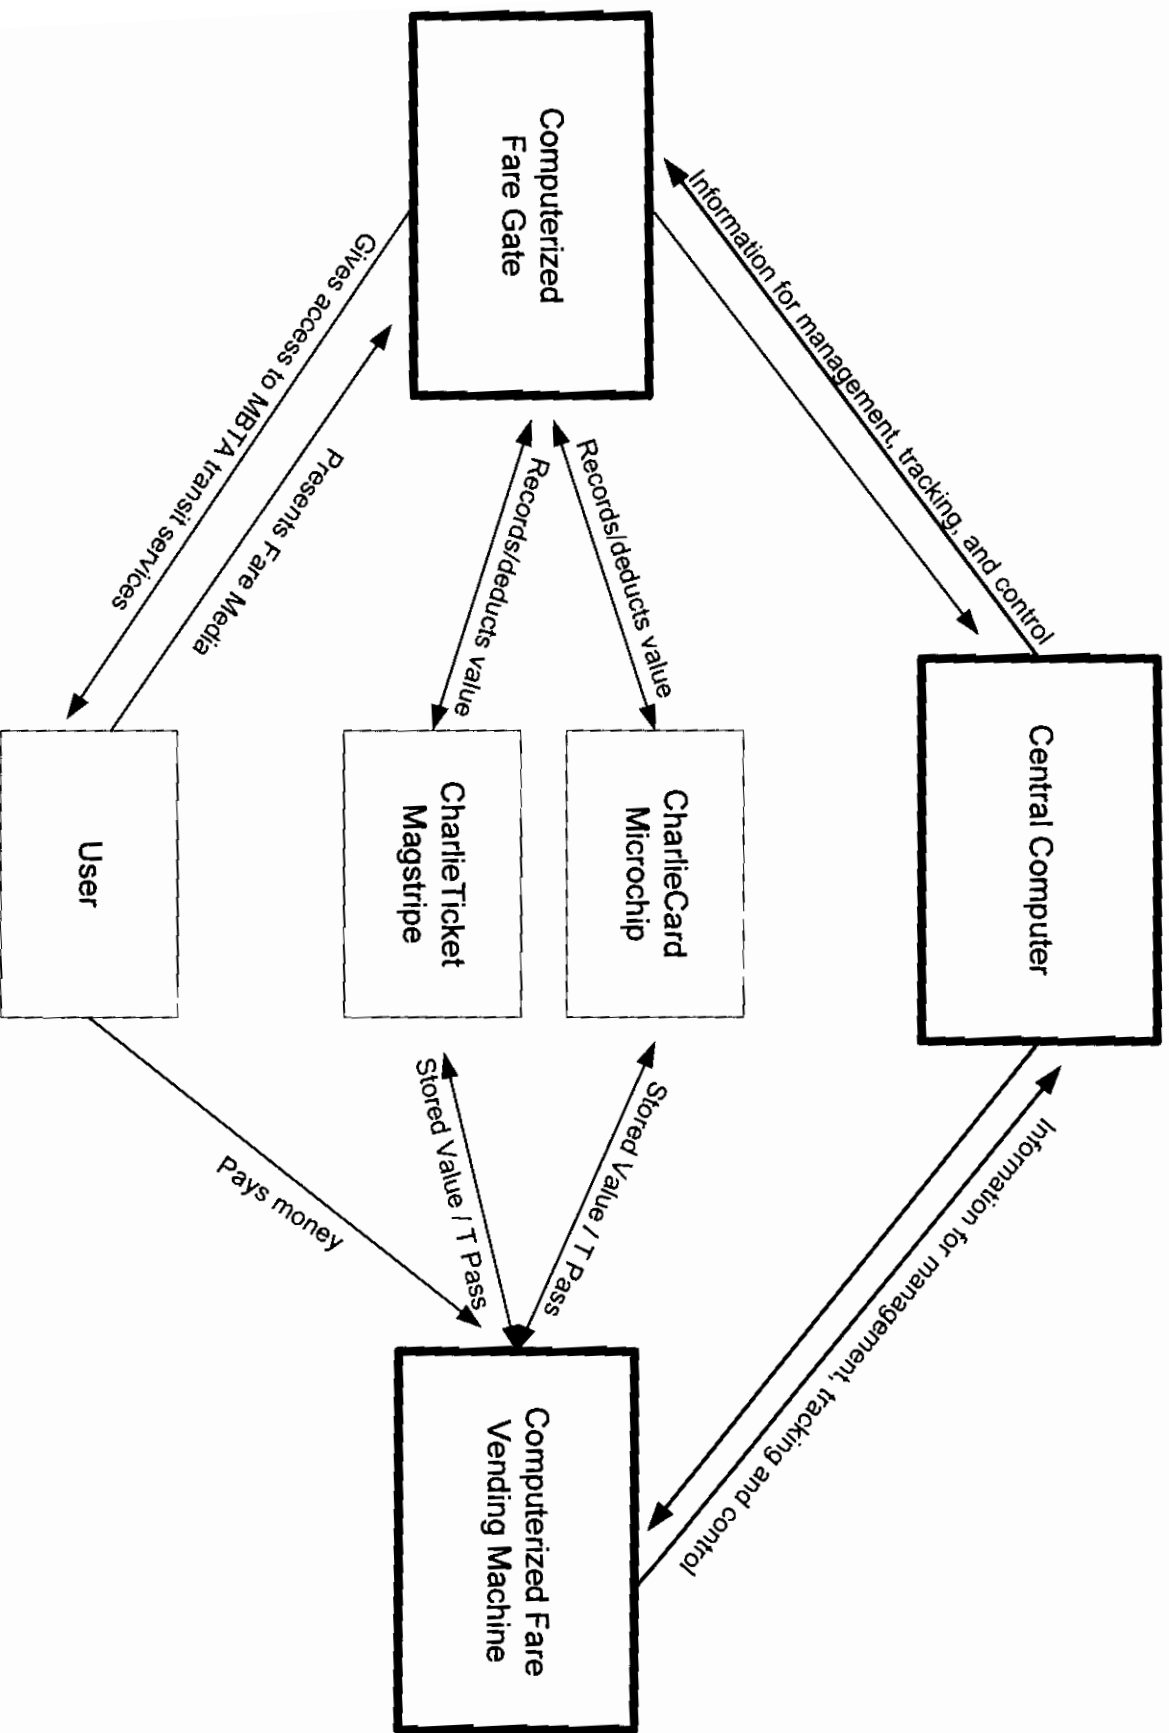 Central Computer
Information for management, tracking, and control
Information for management, tracking and control
Computerized
Fare Gate
Records/deducts value
CharlieCard
Microchip
Stored Value / T Pass
Records/deducts value
CharlieTicket
Magstripe
Stored Value / T Pass
Computerized Fare
Vending Machine
Gives access to MBTA transit services
Presents Fare Media
User
Pays money